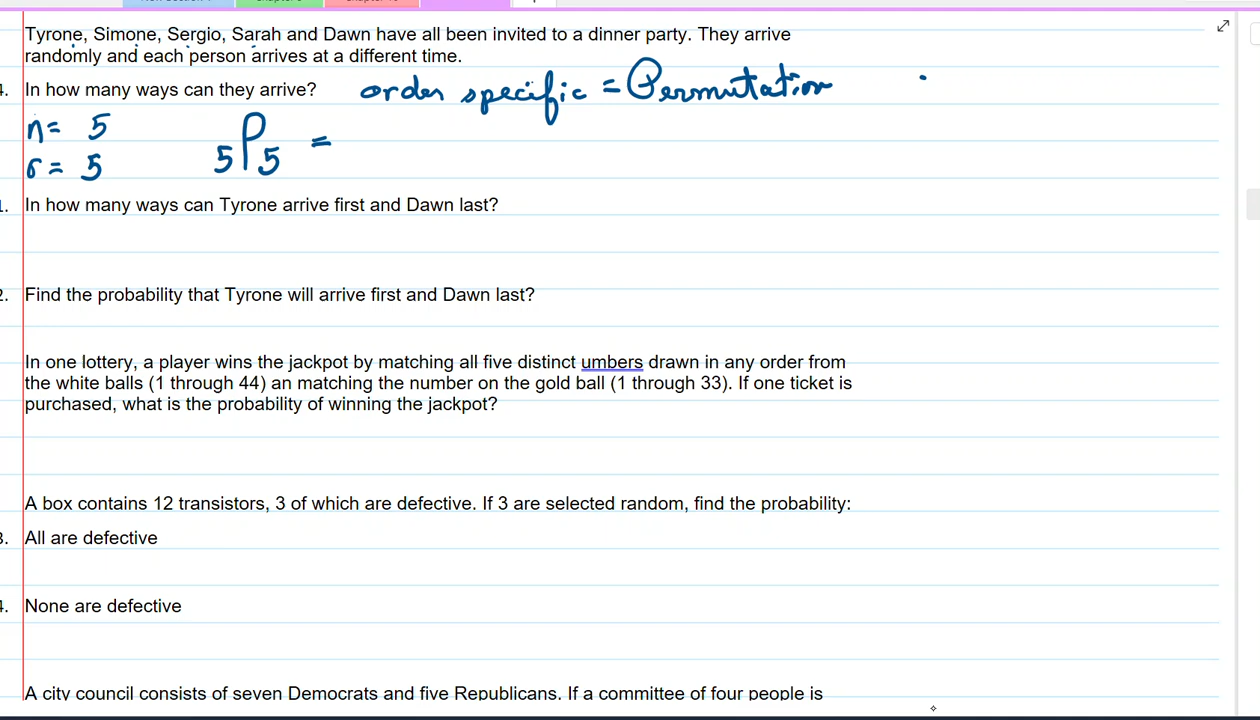 Tyrone, Simone, Sergio, Sarah and Dawn have all been invited to a dinner party. They arrive
randomly and each person arrives at a different time.
4. In how many ways can they arrive? order specific = Permutation
n = 5
r = 5 5P5 =
1. In how many ways can Tyrone arrive first and Dawn last?
2. Find the probability that Tyrone will arrive first and Dawn last?
In one lottery, a player wins the jackpot by matching all five distinct umbers drawn in any order from
the white balls (1 through 44) an matching the number on the gold ball (1 through 33). If one ticket is
purchased, what is the probability of winning the jackpot?
A box contains 12 transistors, 3 of which are defective. If 3 are selected random, find the probability:
3. All are defective
4. None are defective
A city council consists of seven Democrats and five Republicans. If a committee of four people is